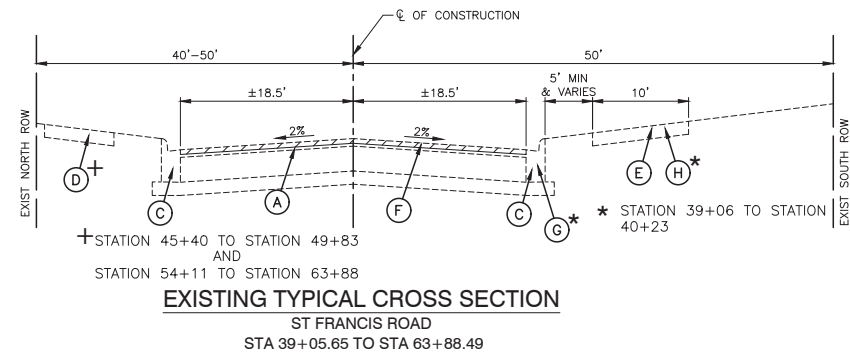 ℄ OF CONSTRUCTION
40'-50'
50'
5' MIN
& VARIES
±18.5'
±18.5'
10'
2%
2%
EXIST NORTH ROW
EXIST SOUTH ROW
D +
C
A
F
C
G *
E
H *
* STATION 39+06 TO STATION
40+23
+ STATION 45+40 TO STATION 49+83
AND
STATION 54+11 TO STATION 63+88
EXISTING TYPICAL CROSS SECTION
ST FRANCIS ROAD
STA 39+05.65 TO STA 63+88.49